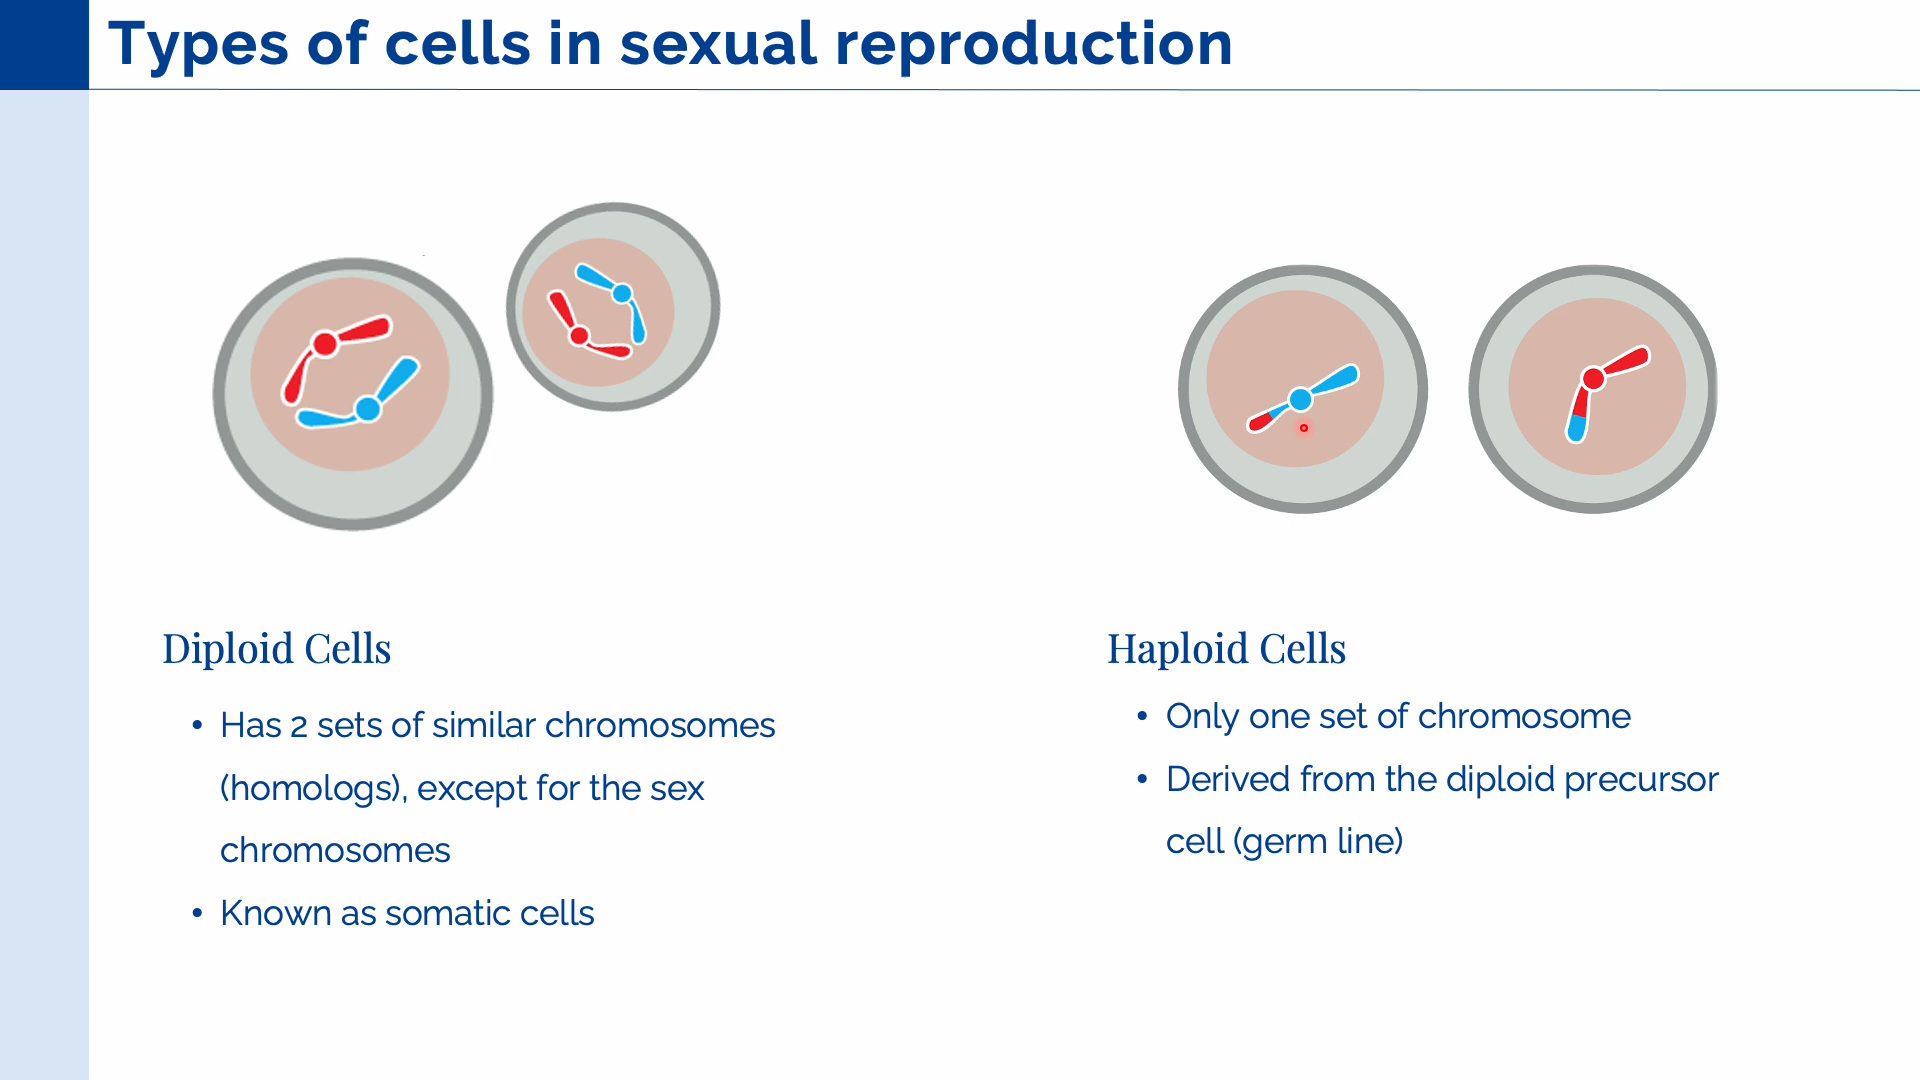 Types of cells in sexual reproduction
Diploid Cells
• Has 2 sets of similar chromosomes
(homologs), except for the sex
chromosomes
• Known as somatic cells
Haploid Cells
• Only one set of chromosome
• Derived from the diploid precursor
cell (germ line)